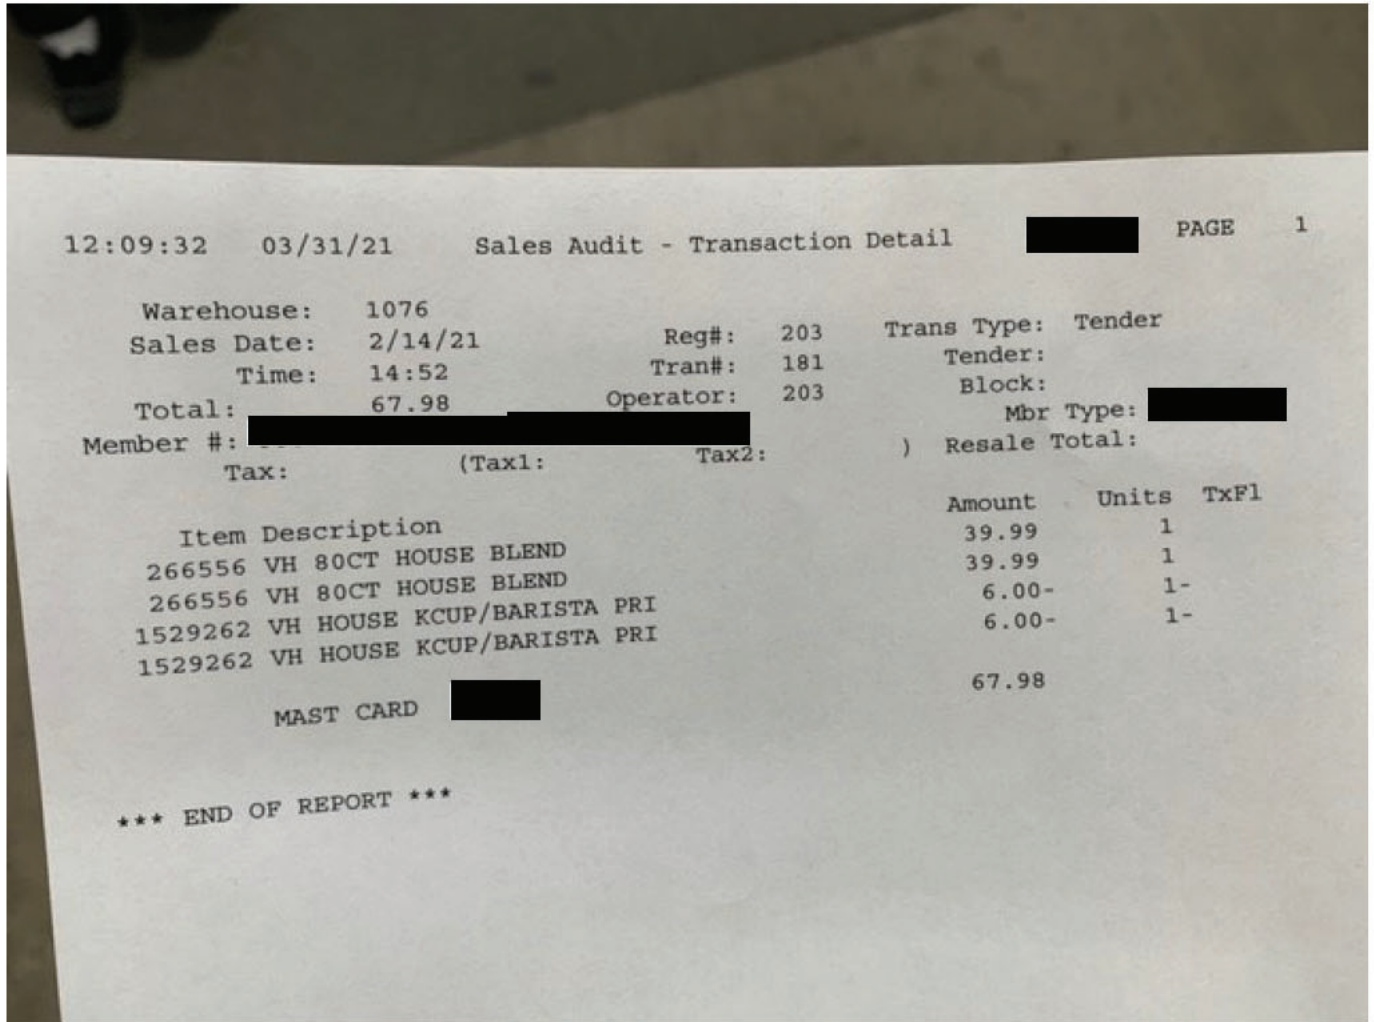 12:09:32 03/31/21 Sales Audit - Transaction Detail PAGE 1
Warehouse: 1076
Sales Date: 2/14/21 Reg#: 203 Trans Type: Tender
Time: 14:52 Tran#: 181 Tender:
Total: 67.98 Operator: 203 Block:
Member #: Mbr Type:
Tax: (Tax1: Tax2: ) Resale Total:
Item Description Amount Units TxFl
266556 VH 80CT HOUSE BLEND 39.99 1
266556 VH 80CT HOUSE BLEND 39.99 1
1529262 VH HOUSE KCUP/BARISTA PRI 6.00- 1-
1529262 VH HOUSE KCUP/BARISTA PRI 6.00- 1-
MAST CARD 67.98
*** END OF REPORT ***